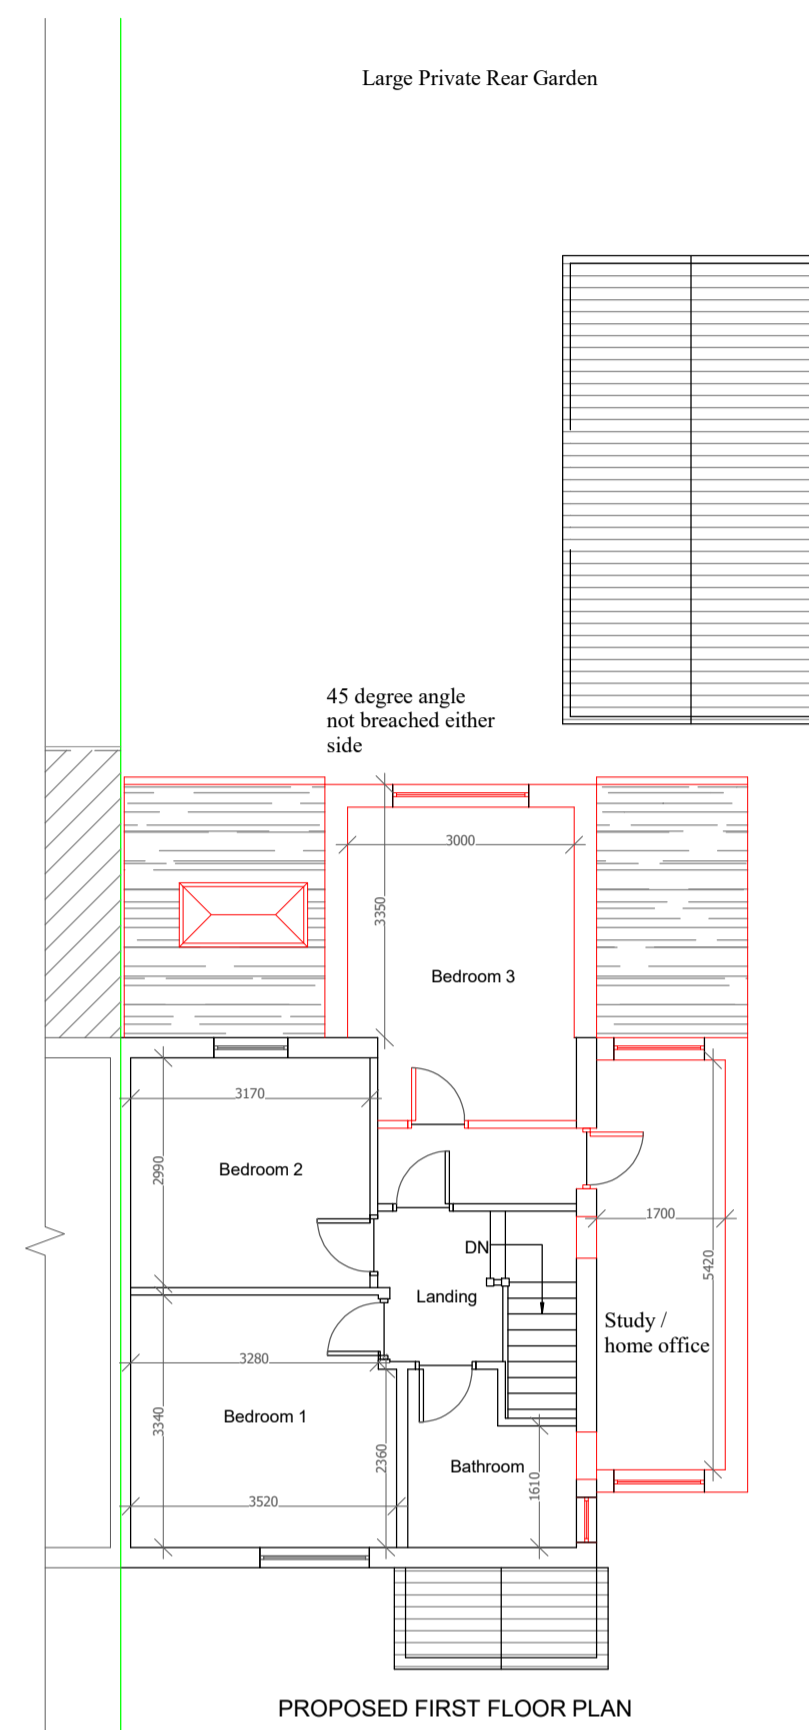 Large Private Rear Garden
45 degree angle
not breached either
side
3000
3350
Bedroom 3
3170
2990
Bedroom 2
1700
DN
5420
Landing
Study /
home office
3280
3340
Bedroom 1
2360
Bathroom
1610
3520
PROPOSED FIRST FLOOR PLAN